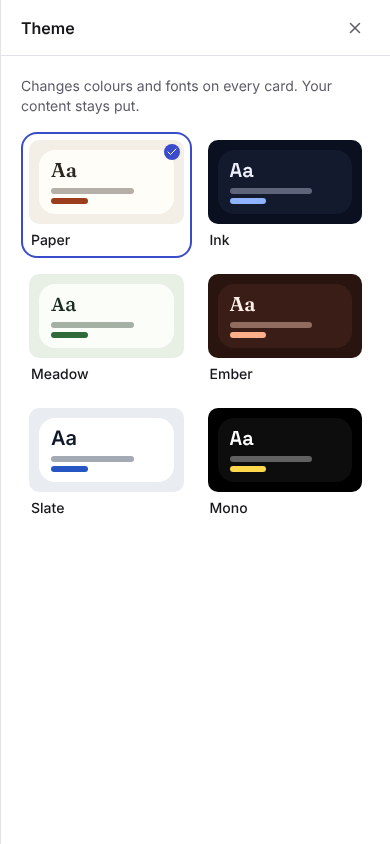 Theme
Changes colours and fonts on every card. Your
content stays put.
Aa
Aa
Paper
Ink
Aa
Aa
Meadow
Ember
Aa
Aa
Slate
Mono